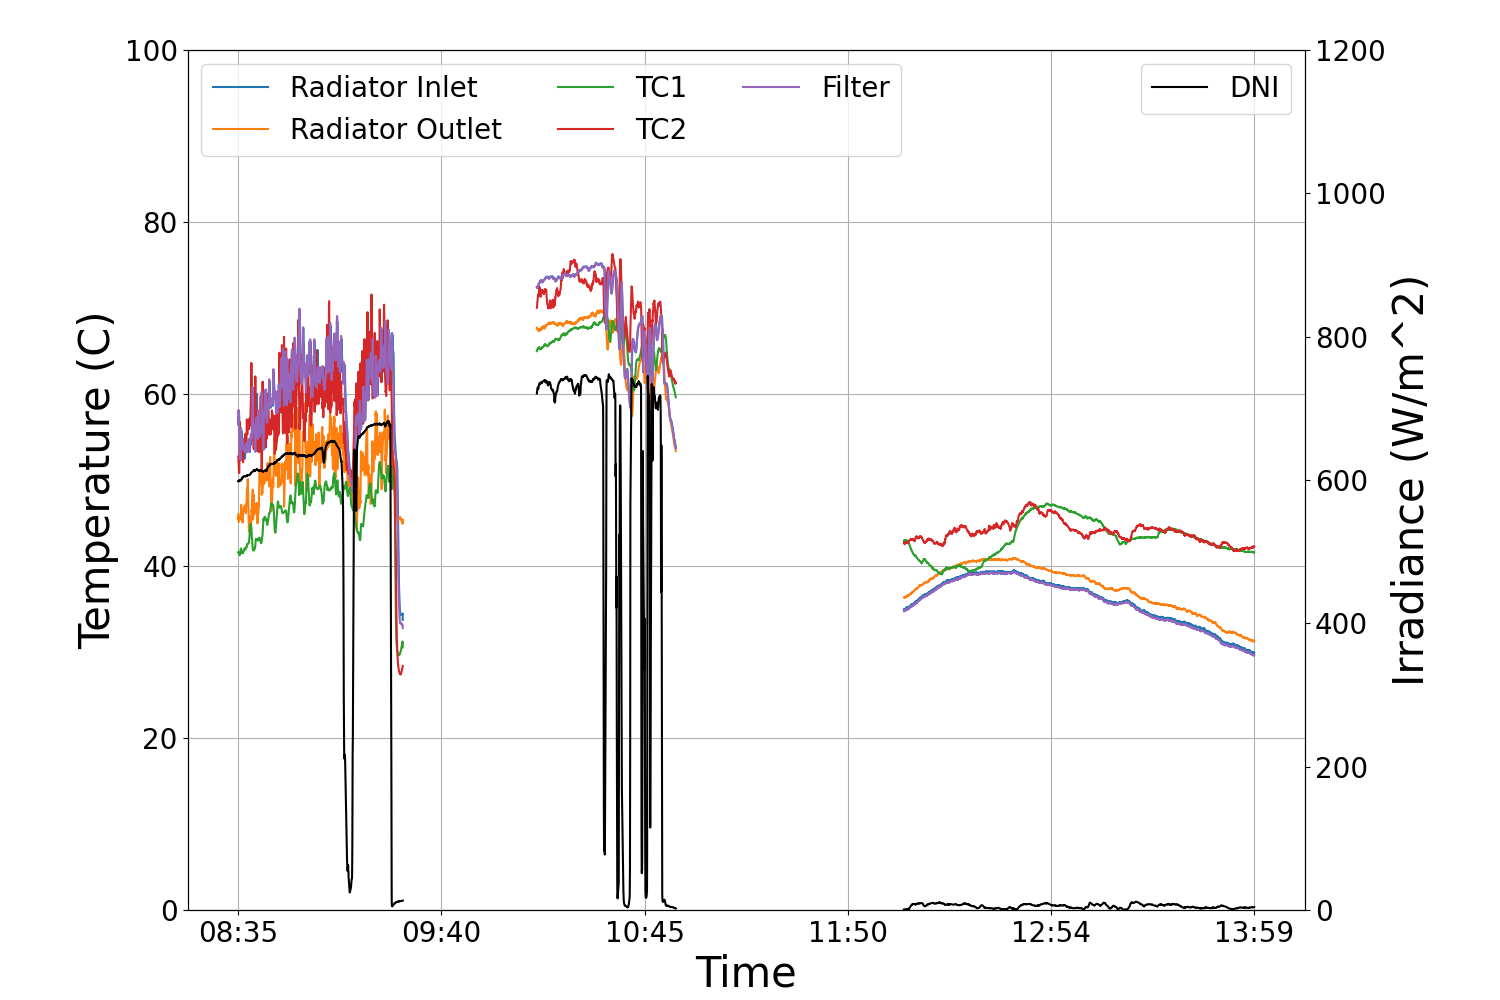 100
80
60
40
20
0
Temperature (C)
Radiator Inlet
Radiator Outlet
TC1
TC2
Filter
DNI
1200
1000
800
600
400
200
0
Irradiance (W/m^2)
08:35 09:40 10:45 11:50 12:54 13:59
Time